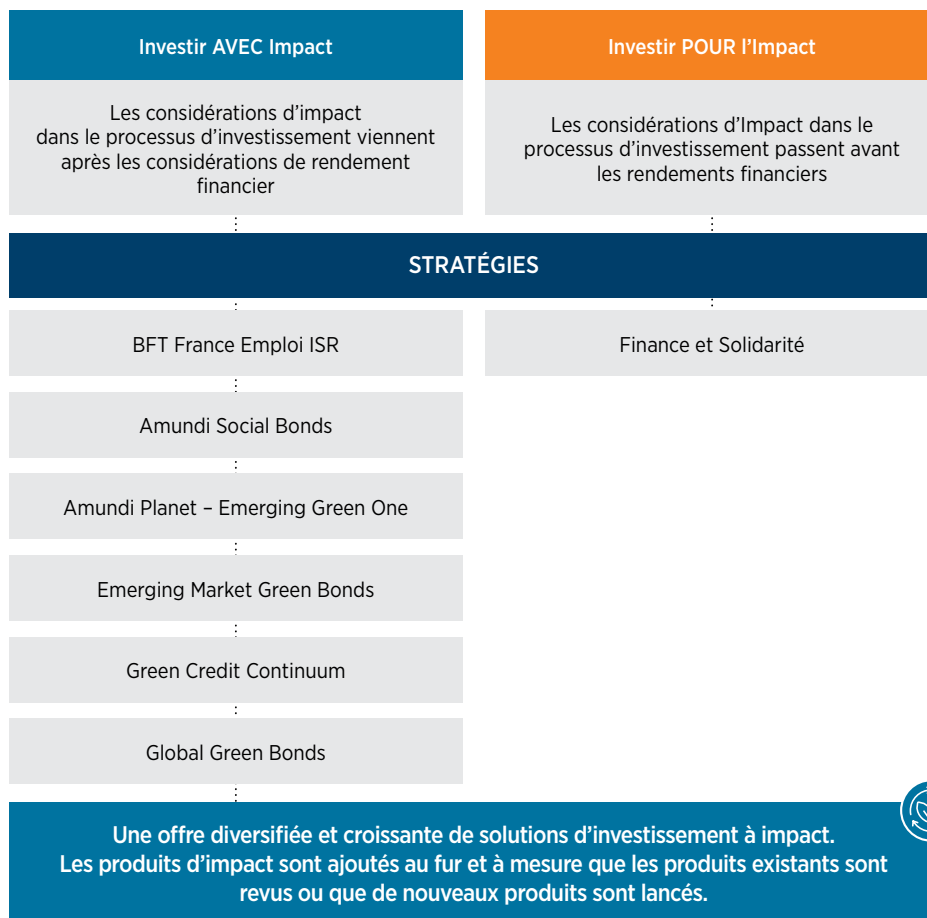 Investir AVEC Impact
Les considérations d'impact
dans le processus d'investissement viennent
après les considérations de rendement
financier
Investir POUR l'Impact
Les considérations d'Impact dans le
processus d'investissement passent avant
les rendements financiers
STRATÉGIES
BFT France Emploi ISR
Amundi Social Bonds
Amundi Planet – Emerging Green One
Emerging Market Green Bonds
Green Credit Continuum
Global Green Bonds
Finance et Solidarité
Une offre diversifiée et croissante de solutions d'investissement à impact.
Les produits d'impact sont ajoutés au fur et à mesure que les produits existants sont
revus ou que de nouveaux produits sont lancés.